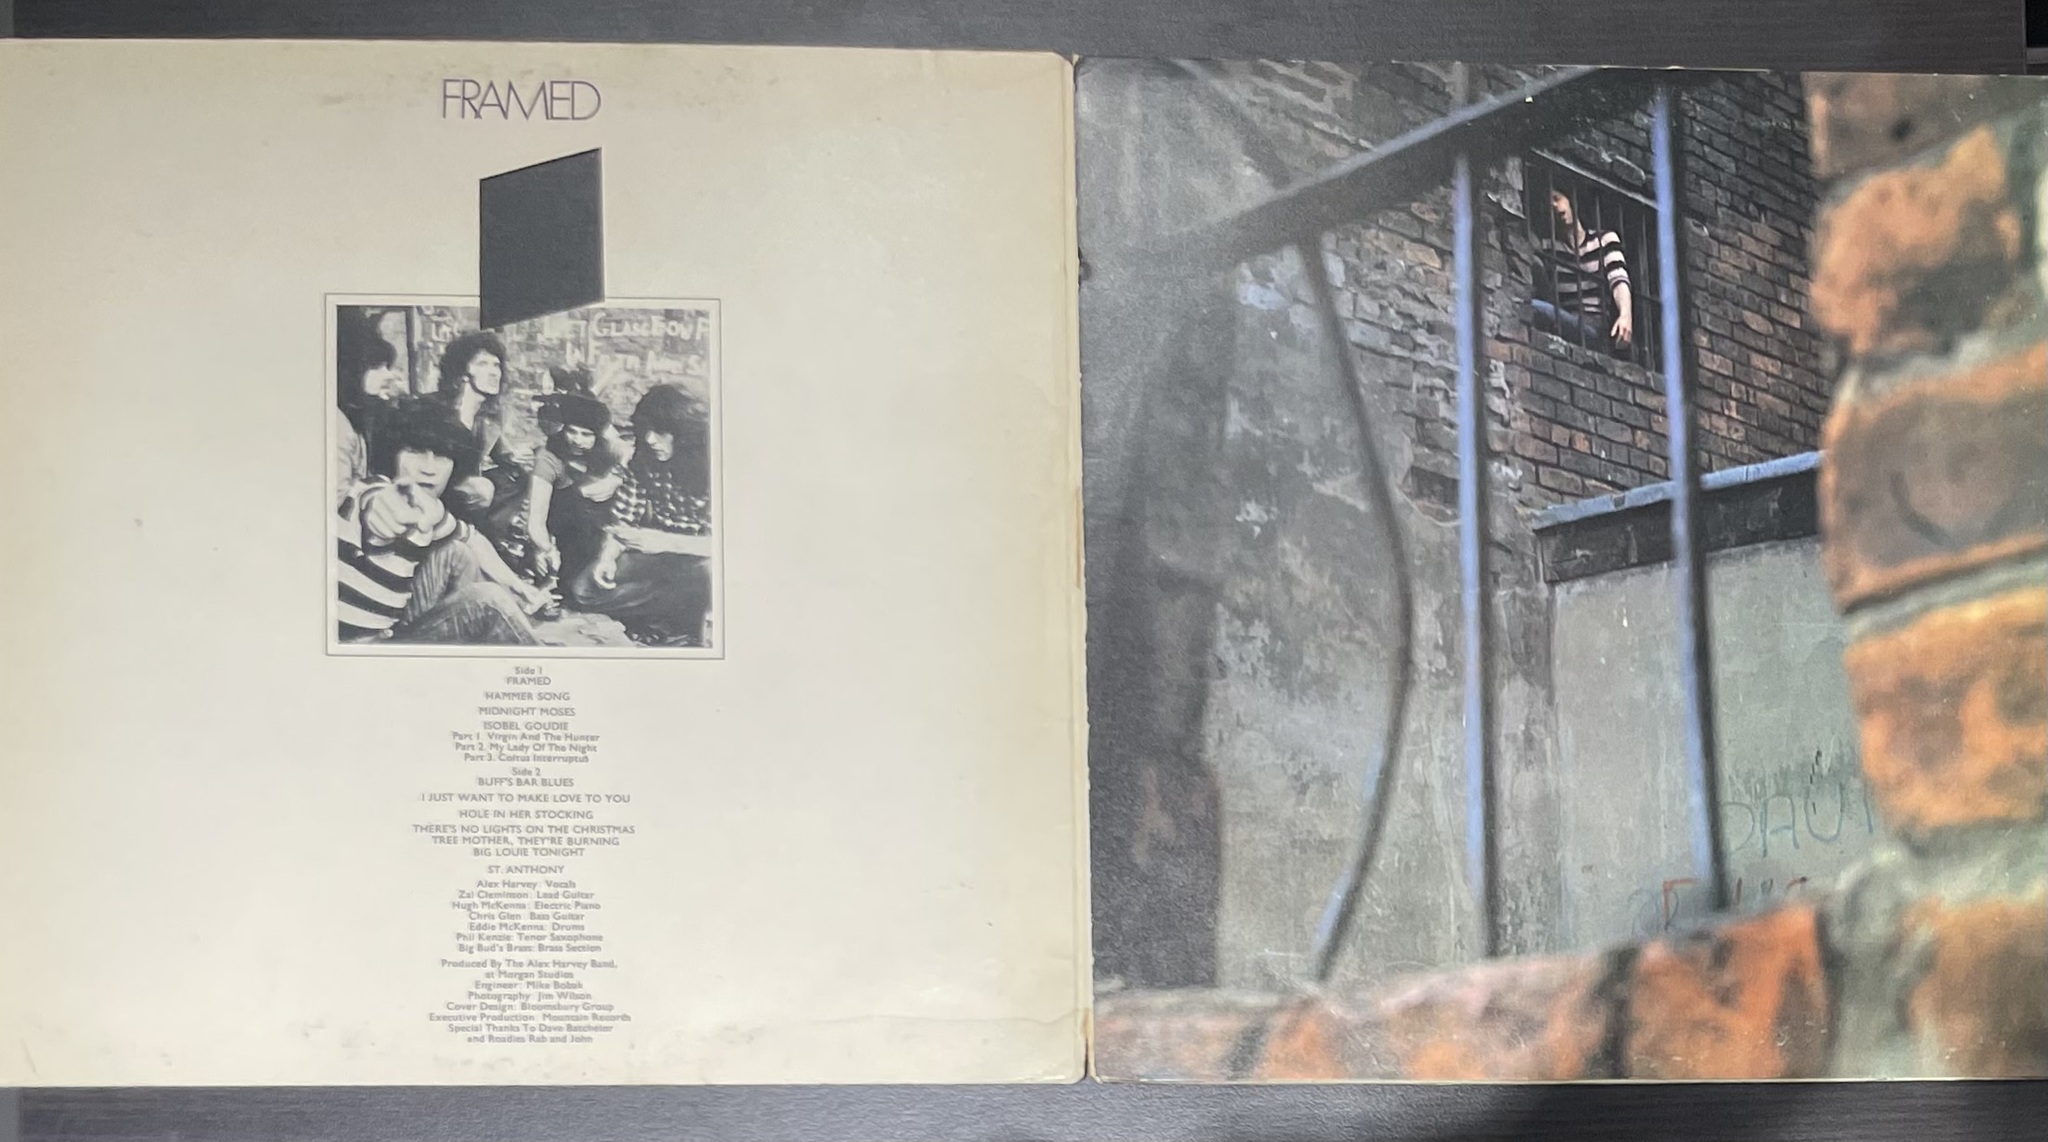 FRAMED
GLASGOW
Side 1
FRAMED
HAMMER SONG
MIDNIGHT MOSES
ISOBEL GOUDIE
Part 1. Virgin And The Hunter
Part 2. My Lady Of The Night
Part 3. Coitus Interruptus
Side 2
BUFF'S BAR BLUES
I JUST WANT TO MAKE LOVE TO YOU
HOLE IN HER STOCKING
THERE'S NO LIGHTS ON THE CHRISTMAS
TREE MOTHER, THEY'RE BURNING
BIG LOUIE TONIGHT
ST. ANTHONY
Alex Harvey: Vocals
Zal Cleminson: Lead Guitar
Hugh McKenna: Electric Piano
Chris Glen: Bass Guitar
Eddie McKenna: Drums
Phil Kenzie: Tenor Saxophone
Big Bud's Brass: Brass Section
Produced By The Alex Harvey Band,
at Morgan Studios
Engineer: Mike Bobak
Photography: Jim Wilson
Cover Design: Bloomsbury Group
Executive Production: Mountain Records
Special Thanks To Dave Batchelor
and Roadies Rab and John